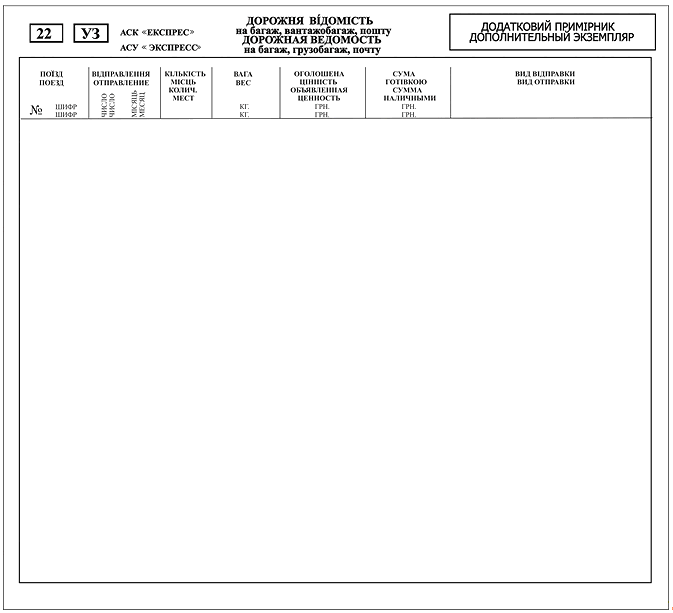 22 УЗ АСК «ЕКСПРЕС»
АСУ « ЭКСПРЕСС»
ДОРОЖНЯ ВІДОМІСТЬ
на багаж, вантажобагаж, пошту
ДОРОЖНАЯ ВЕДОМОСТЬ
на багаж, грузобагаж, почту
ДОДАТКОВИЙ ПРИМІРНИК
ДОПОЛНИТЕЛЬНЫЙ ЭКЗЕМПЛЯР
ПОЇЗД
ПОЕЗД
№ ШИФР
ШИФР
ВІДПРАВЛЕННЯ
ОТПРАВЛЕНИЕ
ЧИСЛО
ЧИСЛО
МІСЯЦЬ
МЕСЯЦ
КІЛЬКІСТЬ
МІСЦЬ
КОЛИЧ.
МЕСТ
ВАГА
ВЕС
КГ.
КГ.
ОГОЛОШЕНА
ЦІННІСТЬ
ОБЪЯВЛЕННАЯ
ЦЕННОСТЬ
ГРН.
ГРН.
СУМА
ГОТІВКОЮ
СУММА
НАЛИЧНЫМИ
ГРН.
ГРН.
ВИД ВІДПРАВКИ
ВИД ОТПРАВКИ